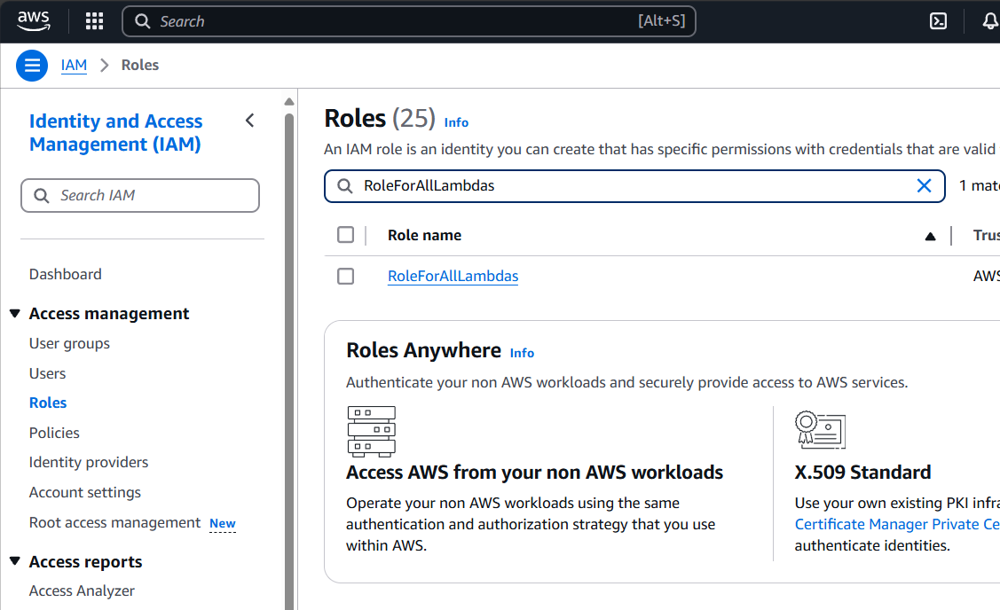 aws
Search [Alt+S]
IAM Roles
Identity and Access
Management (IAM)
Search IAM
Dashboard
Access management
User groups
Users
Roles
Policies
Identity providers
Account settings
Root access management New
Access reports
Access Analyzer
Roles (25) Info
An IAM role is an identity you can create that has specific permissions with credentials that are valid
RoleForAllLambdas
1
Role name
RoleForAllLambdas
Roles Anywhere Info
Authenticate your non AWS workloads and securely provide access to AWS services.
Access AWS from your non AWS workloads
Operate your non AWS workloads using the same
authentication and authorization strategy that you use
within AWS.
X.509 Standard
Use your own existing PKI
Certificate Manager Private
authenticate identities.